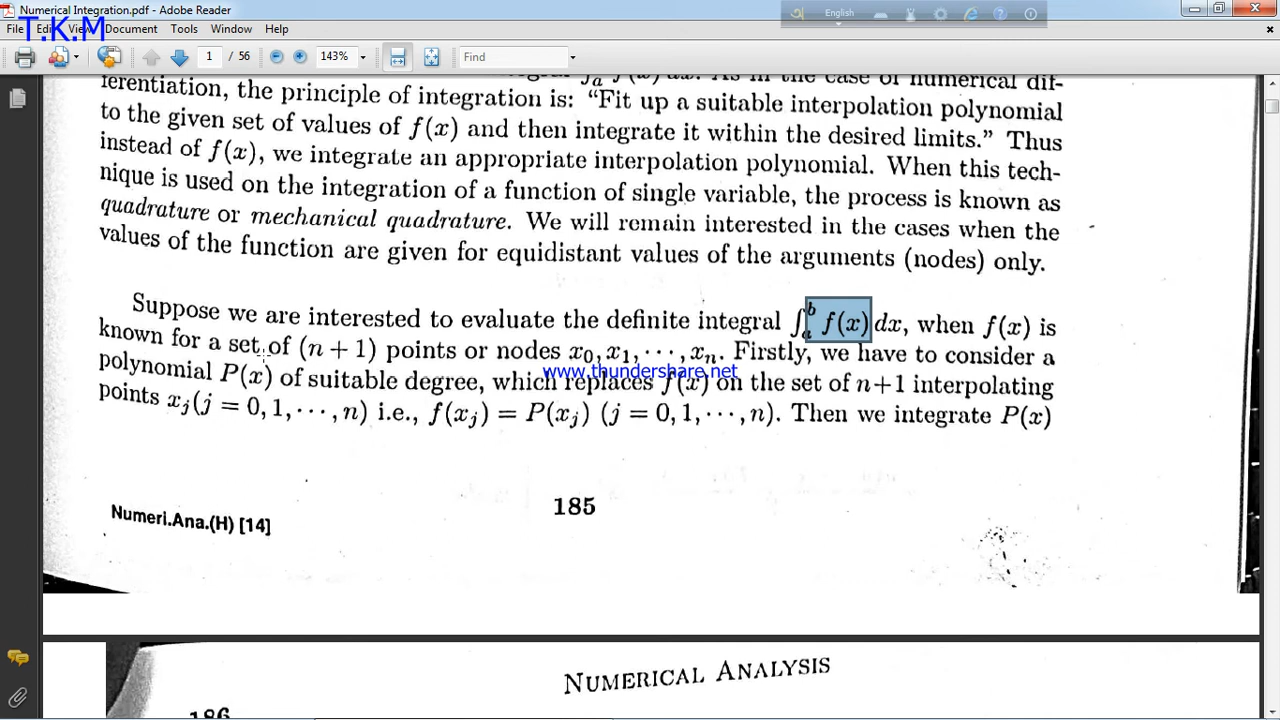 Numerical Integration.pdf - Adobe Reader
T.K.M
File Edit View Document Tools Window Help
English
1 / 56 143% Find
ferentiation, the principle of integration is: "Fit up a suitable interpolation polynomial
to the given set of values of f(x) and then integrate it within the desired limits." Thus
instead of f(x), we integrate an appropriate interpolation polynomial. When this tech-
nique is used on the integration of a function of single variable, the process is known as
quadrature or mechanical quadrature. We will remain interested in the cases when the
values of the function are given for equidistant values of the arguments (nodes) only.
Suppose we are interested to evaluate the definite integral ∫_a^b f(x) dx, when f(x) is
known for a set of (n + 1) points or nodes x₀, x₁, ⋯, xₙ. Firstly, we have to consider a
www.thundershare.net
polynomial P(x) of suitable degree, which replaces f(x) on the set of n+1 interpolating
points xⱼ(j = 0, 1, ⋯, n) i.e., f(xⱼ) = P(xⱼ) (j = 0, 1, ⋯, n). Then we integrate P(x)
185
Numeri.Ana.(H) [14]
NUMERICAL ANALYSIS
186